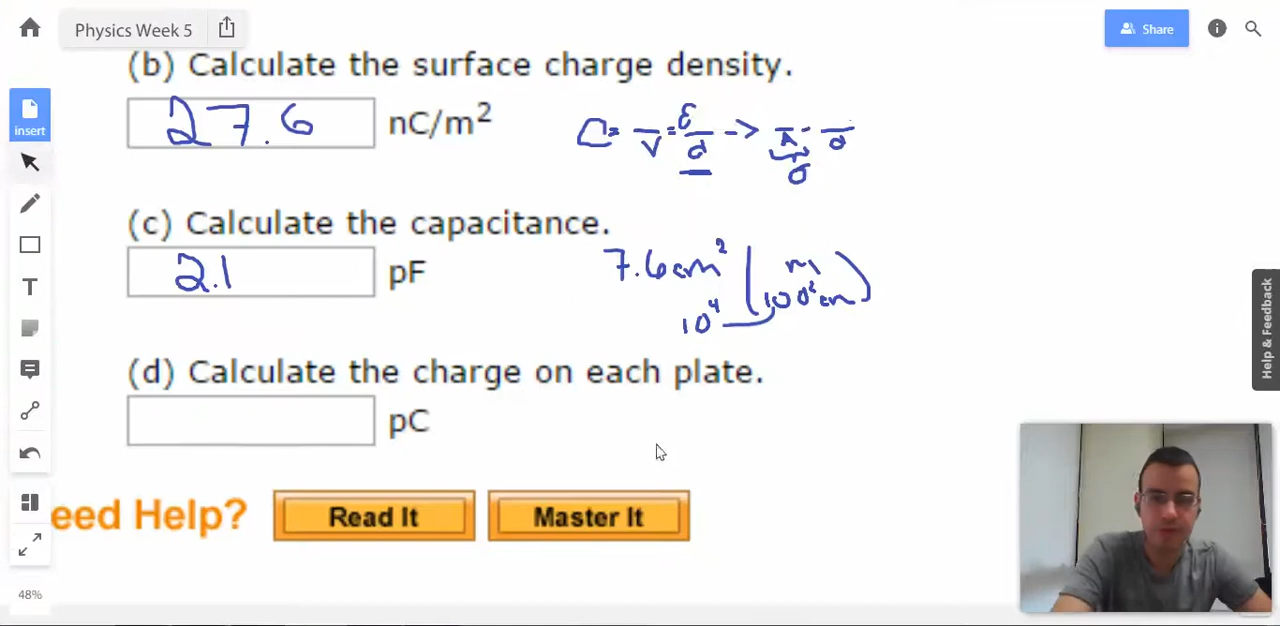 Physics Week 5
Share
(b) Calculate the surface charge density.
insert
27.6 nC/m²
(c) Calculate the capacitance.
2.1 pF
7.6cm²
10⁴
(d) Calculate the charge on each plate.
pC
Help & Feedback
eed Help? Read It Master It
48%